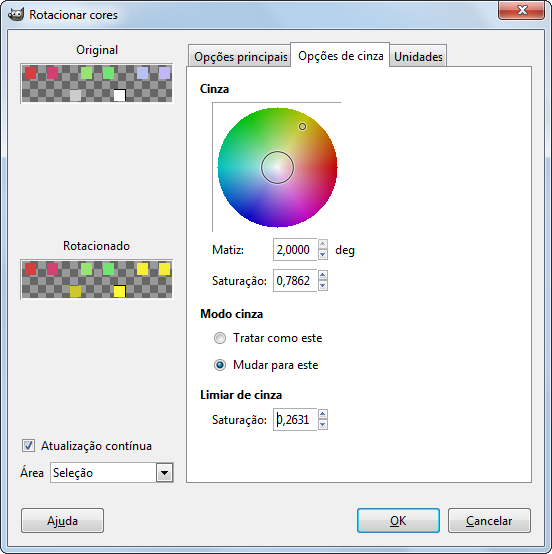 Rotacionar cores
Original
Rotacionado
Atualização contínua
Área Seleção
Opções principais Opções de cinza Unidades
Cinza
Matiz: 2,0000 deg
Saturação: 0,7862
Modo cinza
Tratar como este
Mudar para este
Limiar de cinza
Saturação: 0,2631
Ajuda OK Cancelar